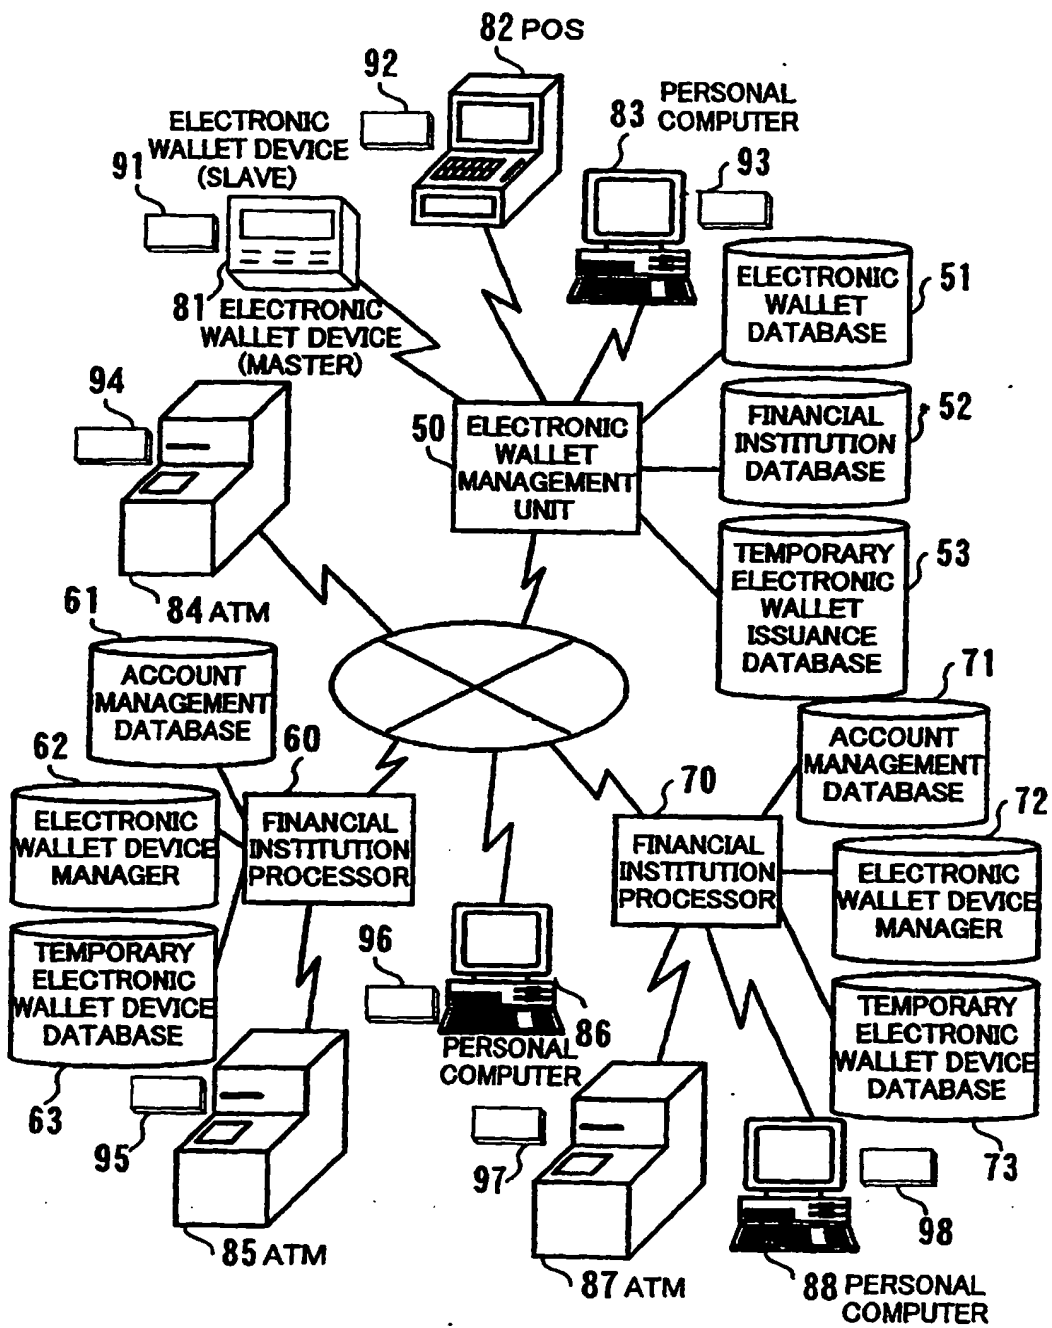 82 POS
92
ELECTRONIC
WALLET DEVICE
(SLAVE)
91
PERSONAL
COMPUTER
83
93
81
ELECTRONIC
WALLET DEVICE
(MASTER)
ELECTRONIC
WALLET
DATABASE
51
94
50
ELECTRONIC
WALLET
MANAGEMENT
UNIT
FINANCIAL
INSTITUTION
DATABASE
52
TEMPORARY
ELECTRONIC
WALLET
ISSUANCE
DATABASE
53
84 ATM
61
ACCOUNT
MANAGEMENT
DATABASE
71
ACCOUNT
MANAGEMENT
DATABASE
62
60
70
72
ELECTRONIC
WALLET DEVICE
MANAGER
FINANCIAL
INSTITUTION
PROCESSOR
FINANCIAL
INSTITUTION
PROCESSOR
ELECTRONIC
WALLET DEVICE
MANAGER
TEMPORARY
ELECTRONIC
WALLET DEVICE
DATABASE
63
96
86
PERSONAL
COMPUTER
TEMPORARY
ELECTRONIC
WALLET DEVICE
DATABASE
73
95
97
98
85 ATM
87 ATM
88 PERSONAL
COMPUTER